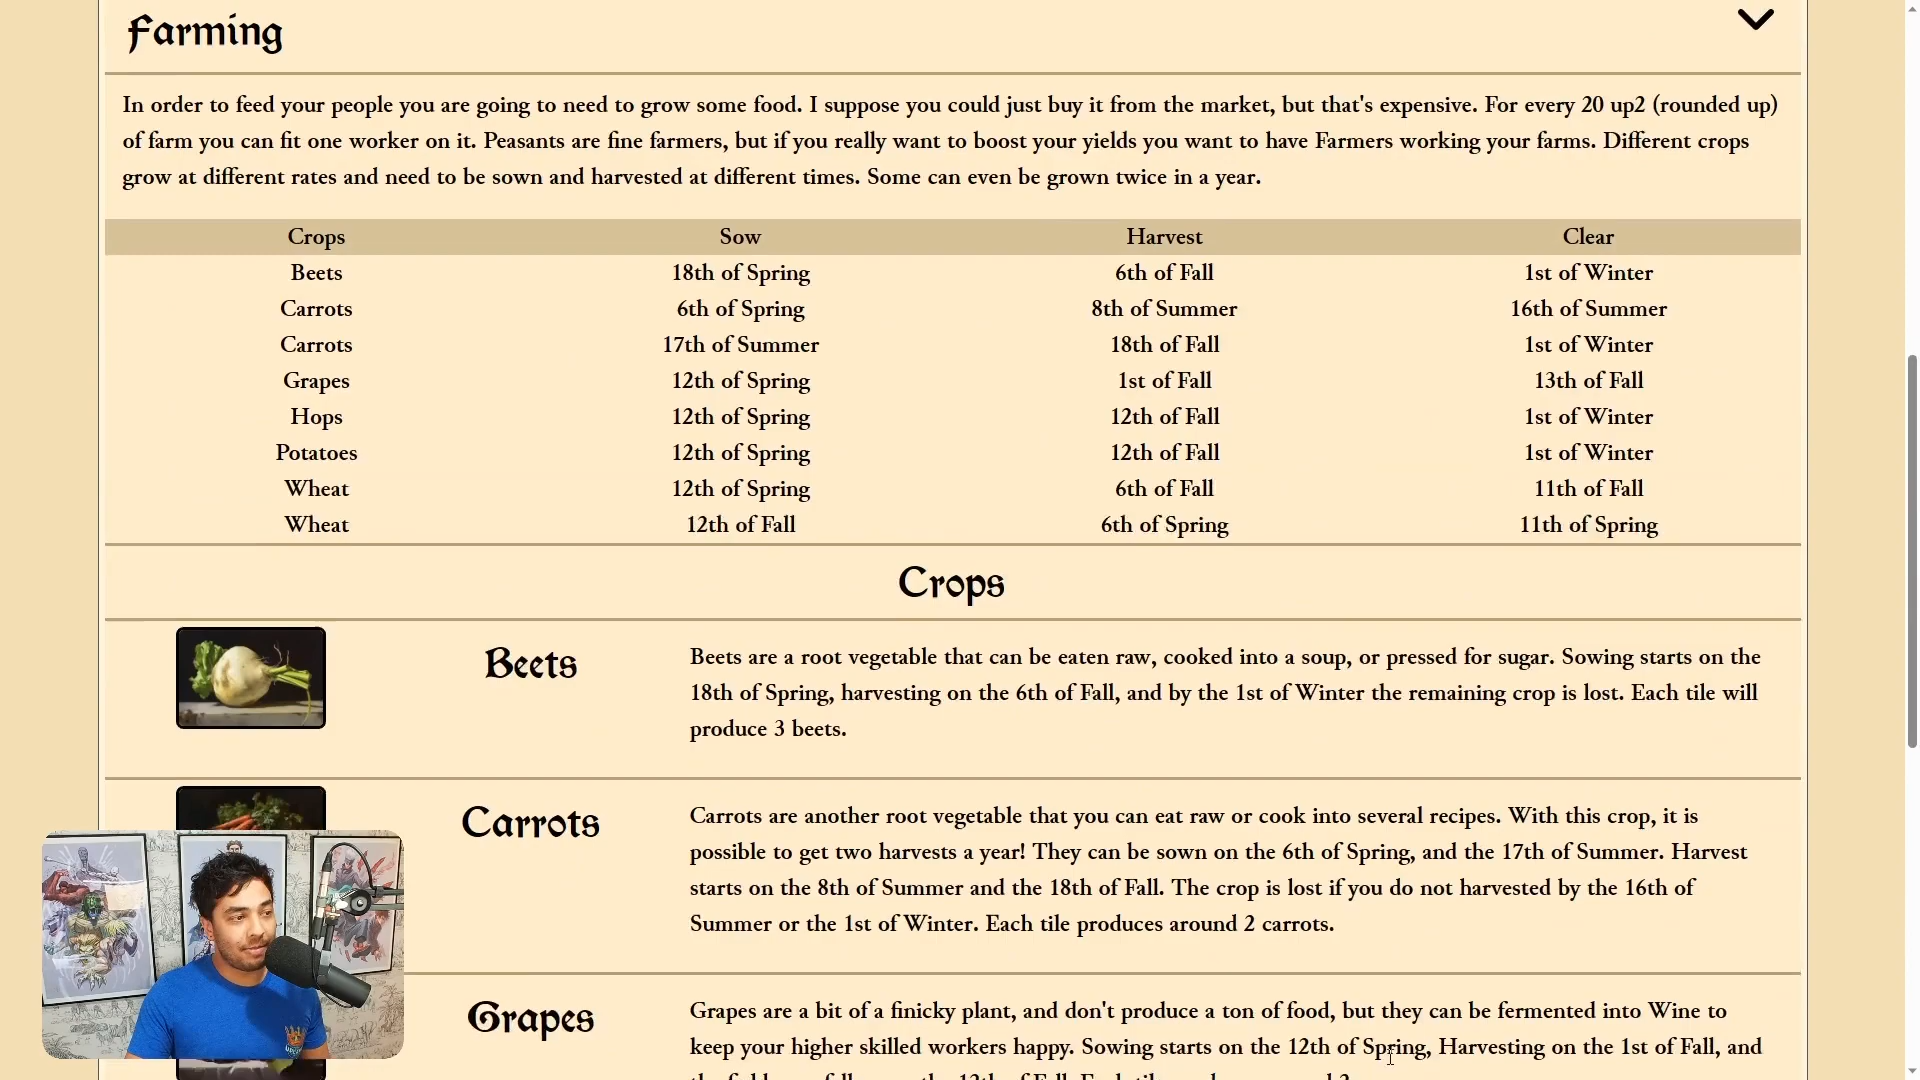 Farming
In order to feed your people you are going to need to grow some food. I suppose you could just buy it from the market, but that's expensive. For every 20 up2 (rounded up)
of farm you can fit one worker on it. Peasants are fine farmers, but if you really want to boost your yields you want to have Farmers working your farms. Different crops
grow at different rates and need to be sown and harvested at different times. Some can even be grown twice in a year.
Crops Sow Harvest Clear
Beets 18th of Spring 6th of Fall 1st of Winter
Carrots 6th of Spring 8th of Summer 16th of Summer
Carrots 17th of Summer 18th of Fall 1st of Winter
Grapes 12th of Spring 1st of Fall 13th of Fall
Hops 12th of Spring 12th of Fall 1st of Winter
Potatoes 12th of Spring 12th of Fall 1st of Winter
Wheat 12th of Spring 6th of Fall 11th of Fall
Wheat 12th of Fall 6th of Spring 11th of Spring
Crops
Beets
Beets are a root vegetable that can be eaten raw, cooked into a soup, or pressed for sugar. Sowing starts on the
18th of Spring, harvesting on the 6th of Fall, and by the 1st of Winter the remaining crop is lost. Each tile will
produce 3 beets.
Carrots
Carrots are another root vegetable that you can eat raw or cook into several recipes. With this crop, it is
possible to get two harvests a year! They can be sown on the 6th of Spring, and the 17th of Summer. Harvest
starts on the 8th of Summer and the 18th of Fall. The crop is lost if you do not harvested by the 16th of
Summer or the 1st of Winter. Each tile produces around 2 carrots.
Grapes
Grapes are a bit of a finicky plant, and don't produce a ton of food, but they can be fermented into Wine to
keep your higher skilled workers happy. Sowing starts on the 12th of Spring, Harvesting on the 1st of Fall, and